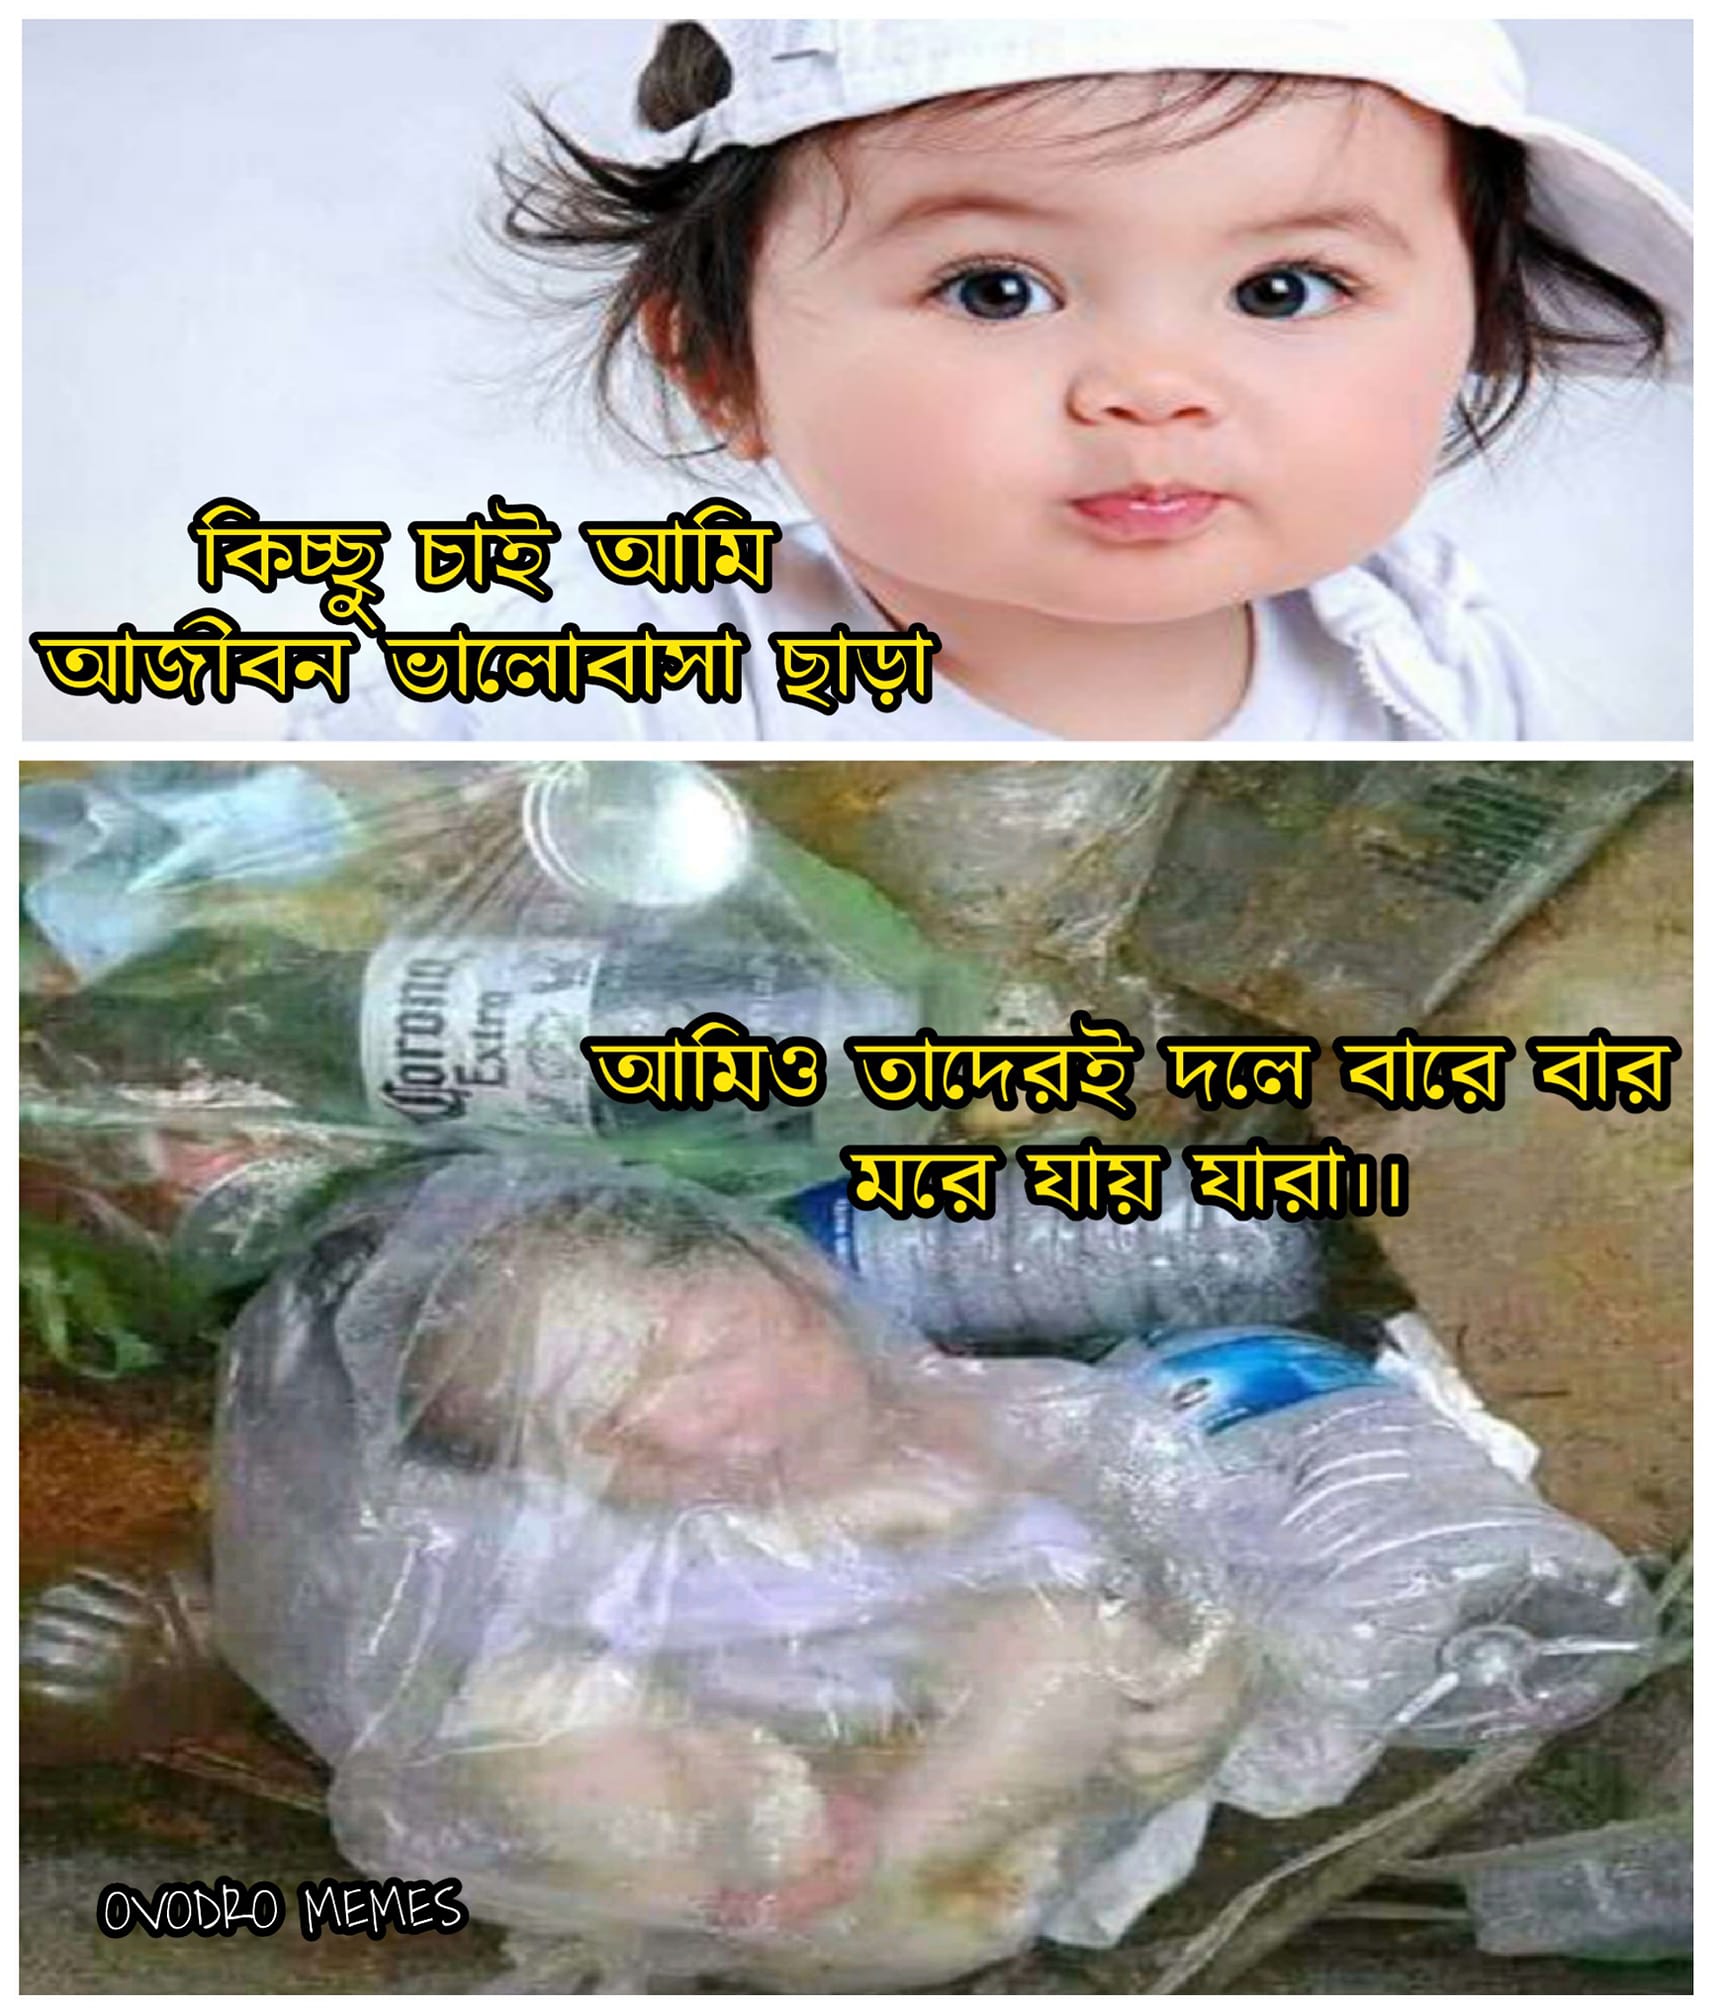 কিচ্ছু চাই আমি
আজীবন ভালোবাসা ছাড়া
Corona
Extra
আমিও তাদেরই দলে বারে বার
মরে যায় যারা।।
OVODRO MEMES